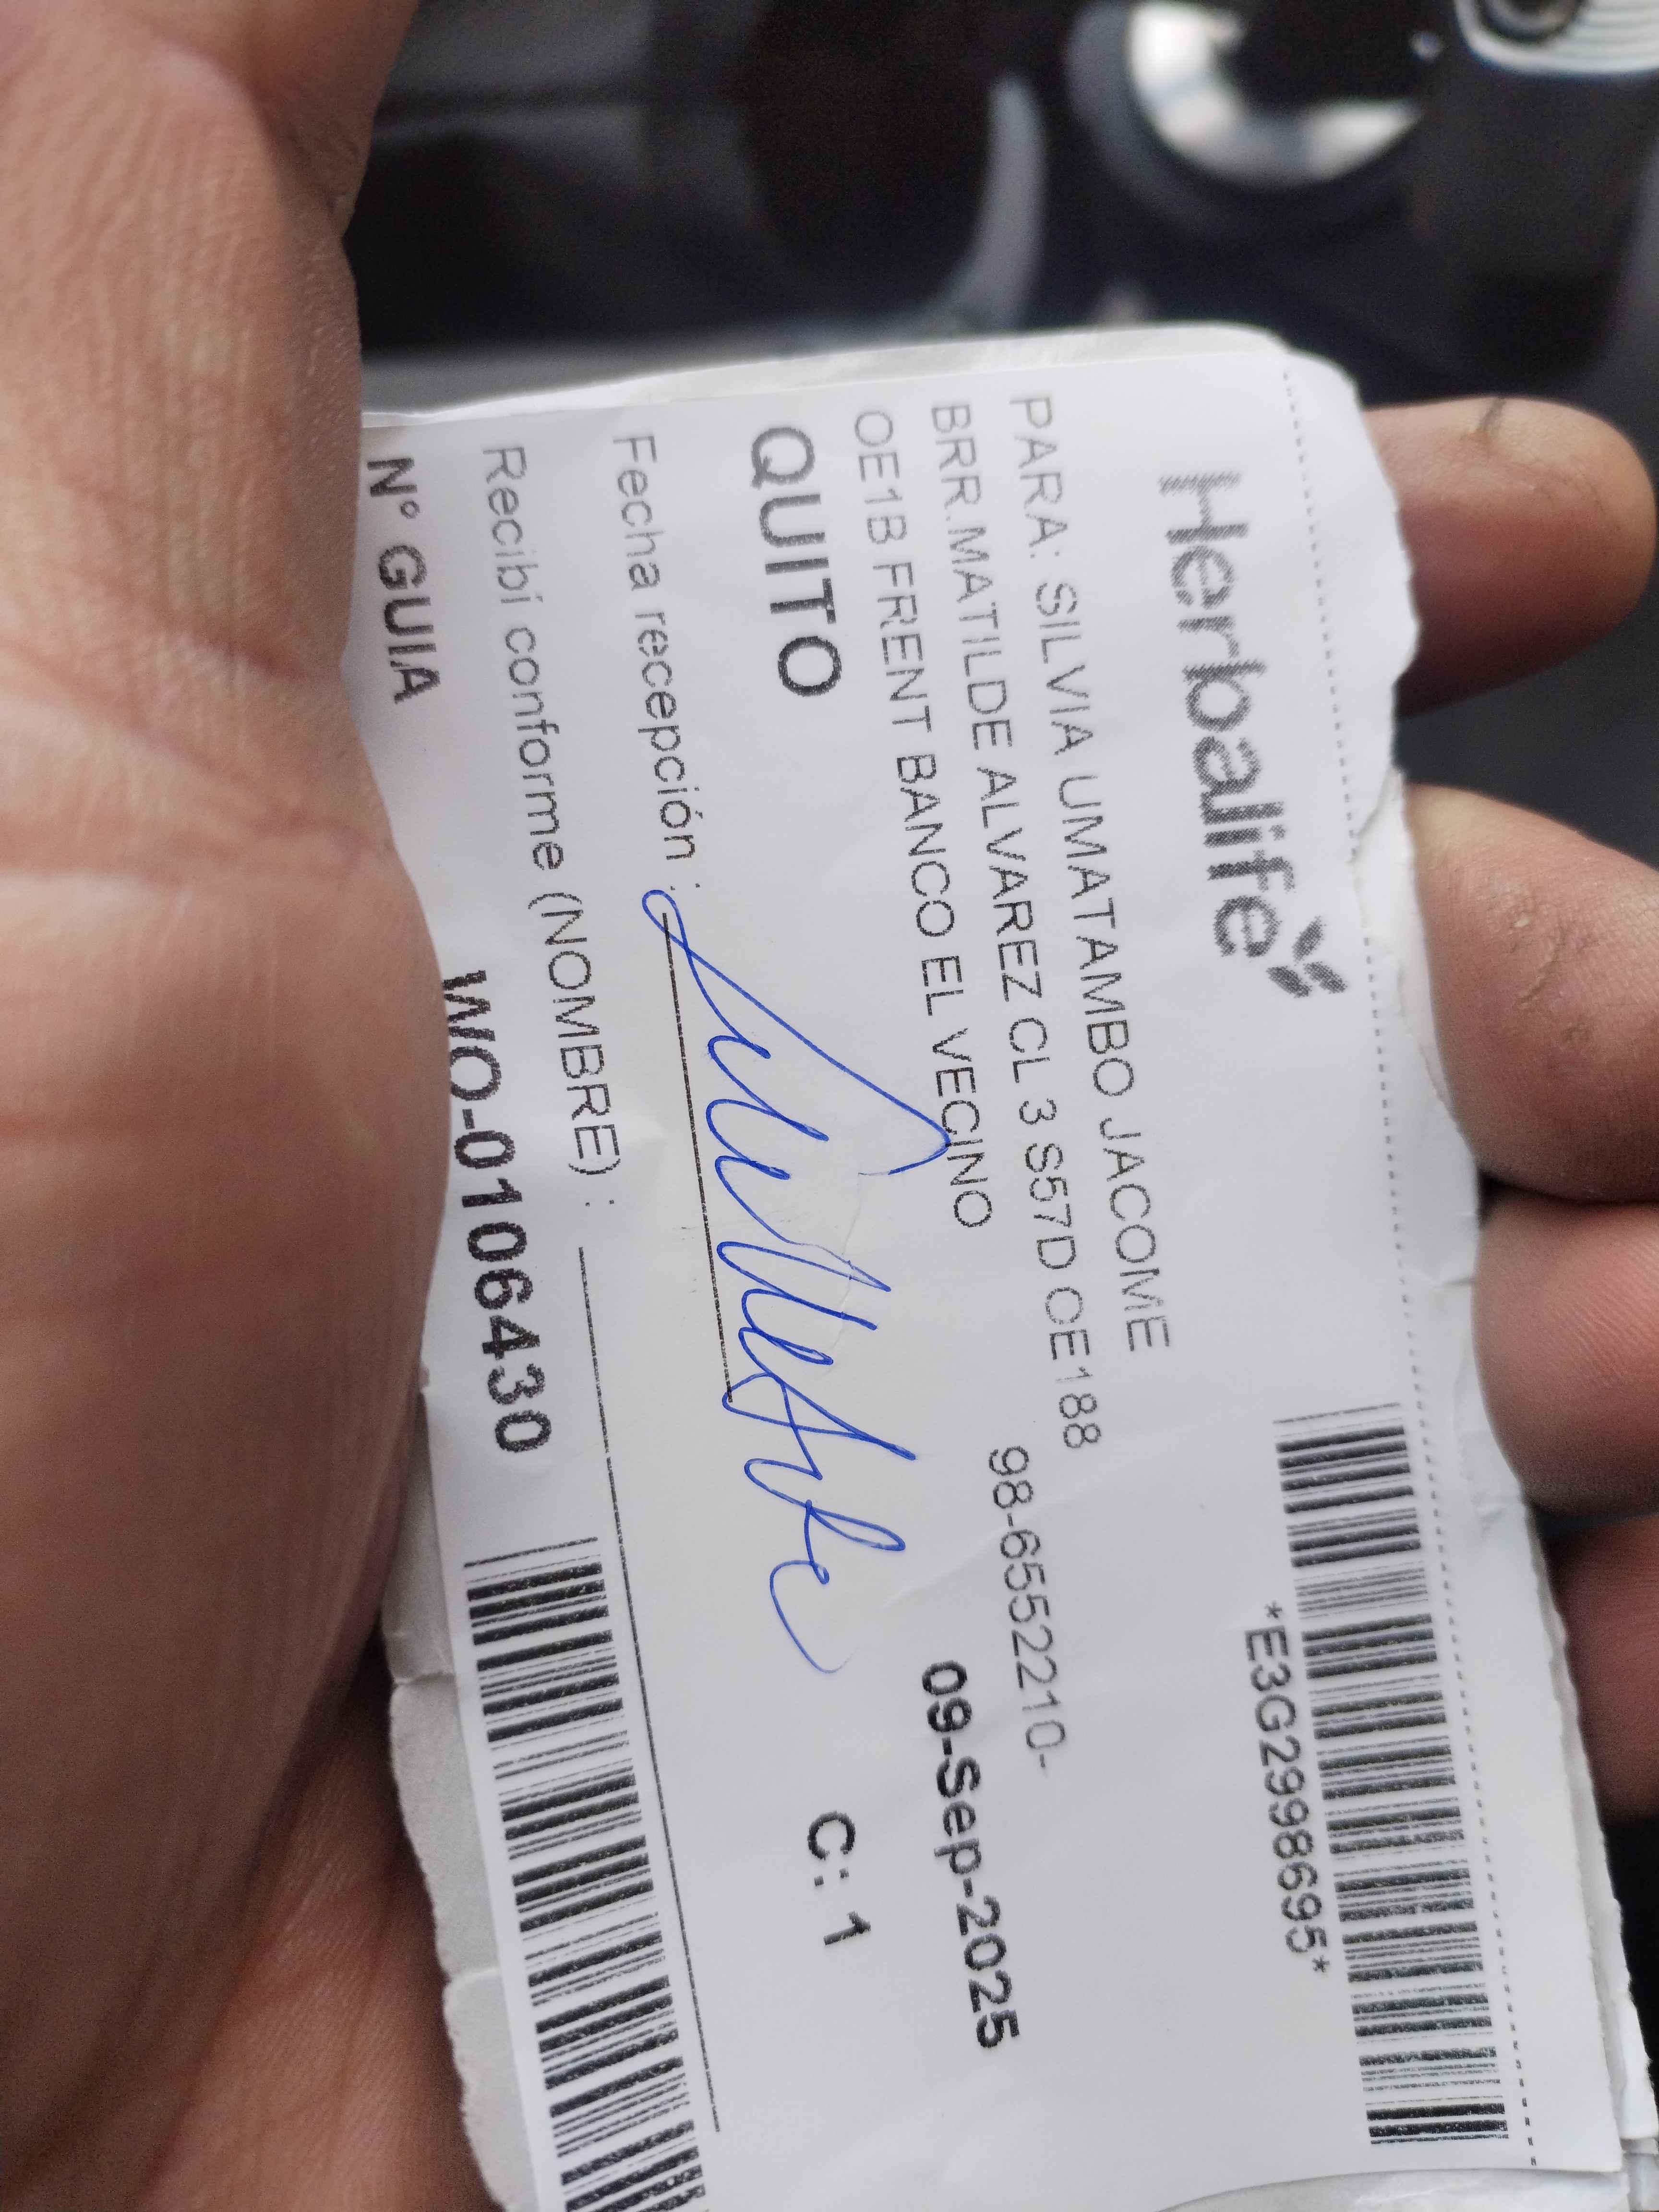 Herbalife
*E3G2998695*
PARA: SILVIA UMATAMBO JACOME
BRR.MATILDE ALVAREZ CL 3 S57D OE188
98-6552210-
OE1B FRENT BANCO EL VECINO
09-Sep-2025
QUITO
C: 1
Fecha recepción :
Recibí conforme (NOMBRE) :
N° GUIA WO-0106430